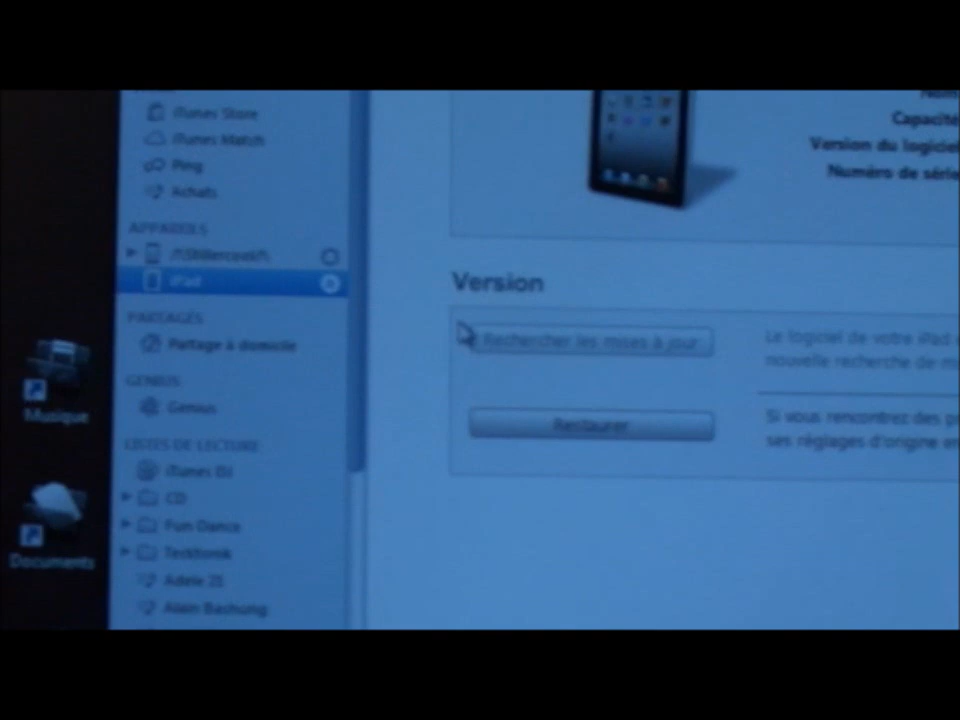 iTunes Store
iTunes Match
Ping
Achats
APPAREILS
iPad
PARTAGÉS
Partage à domicile
GENIUS
Genius
LISTES DE LECTURE
iTunes DJ
CD
Fun Dance
Tecktonik
Adele 21
Alain Bashung
Musique
Documents
Nom
Capacité
Version du logiciel
Numéro de série
Version
Rechercher les mises à jour
Le logiciel de votre iPad
nouvelle recherche de
Restaurer
Si vous rencontrez des
ses réglages d'origine